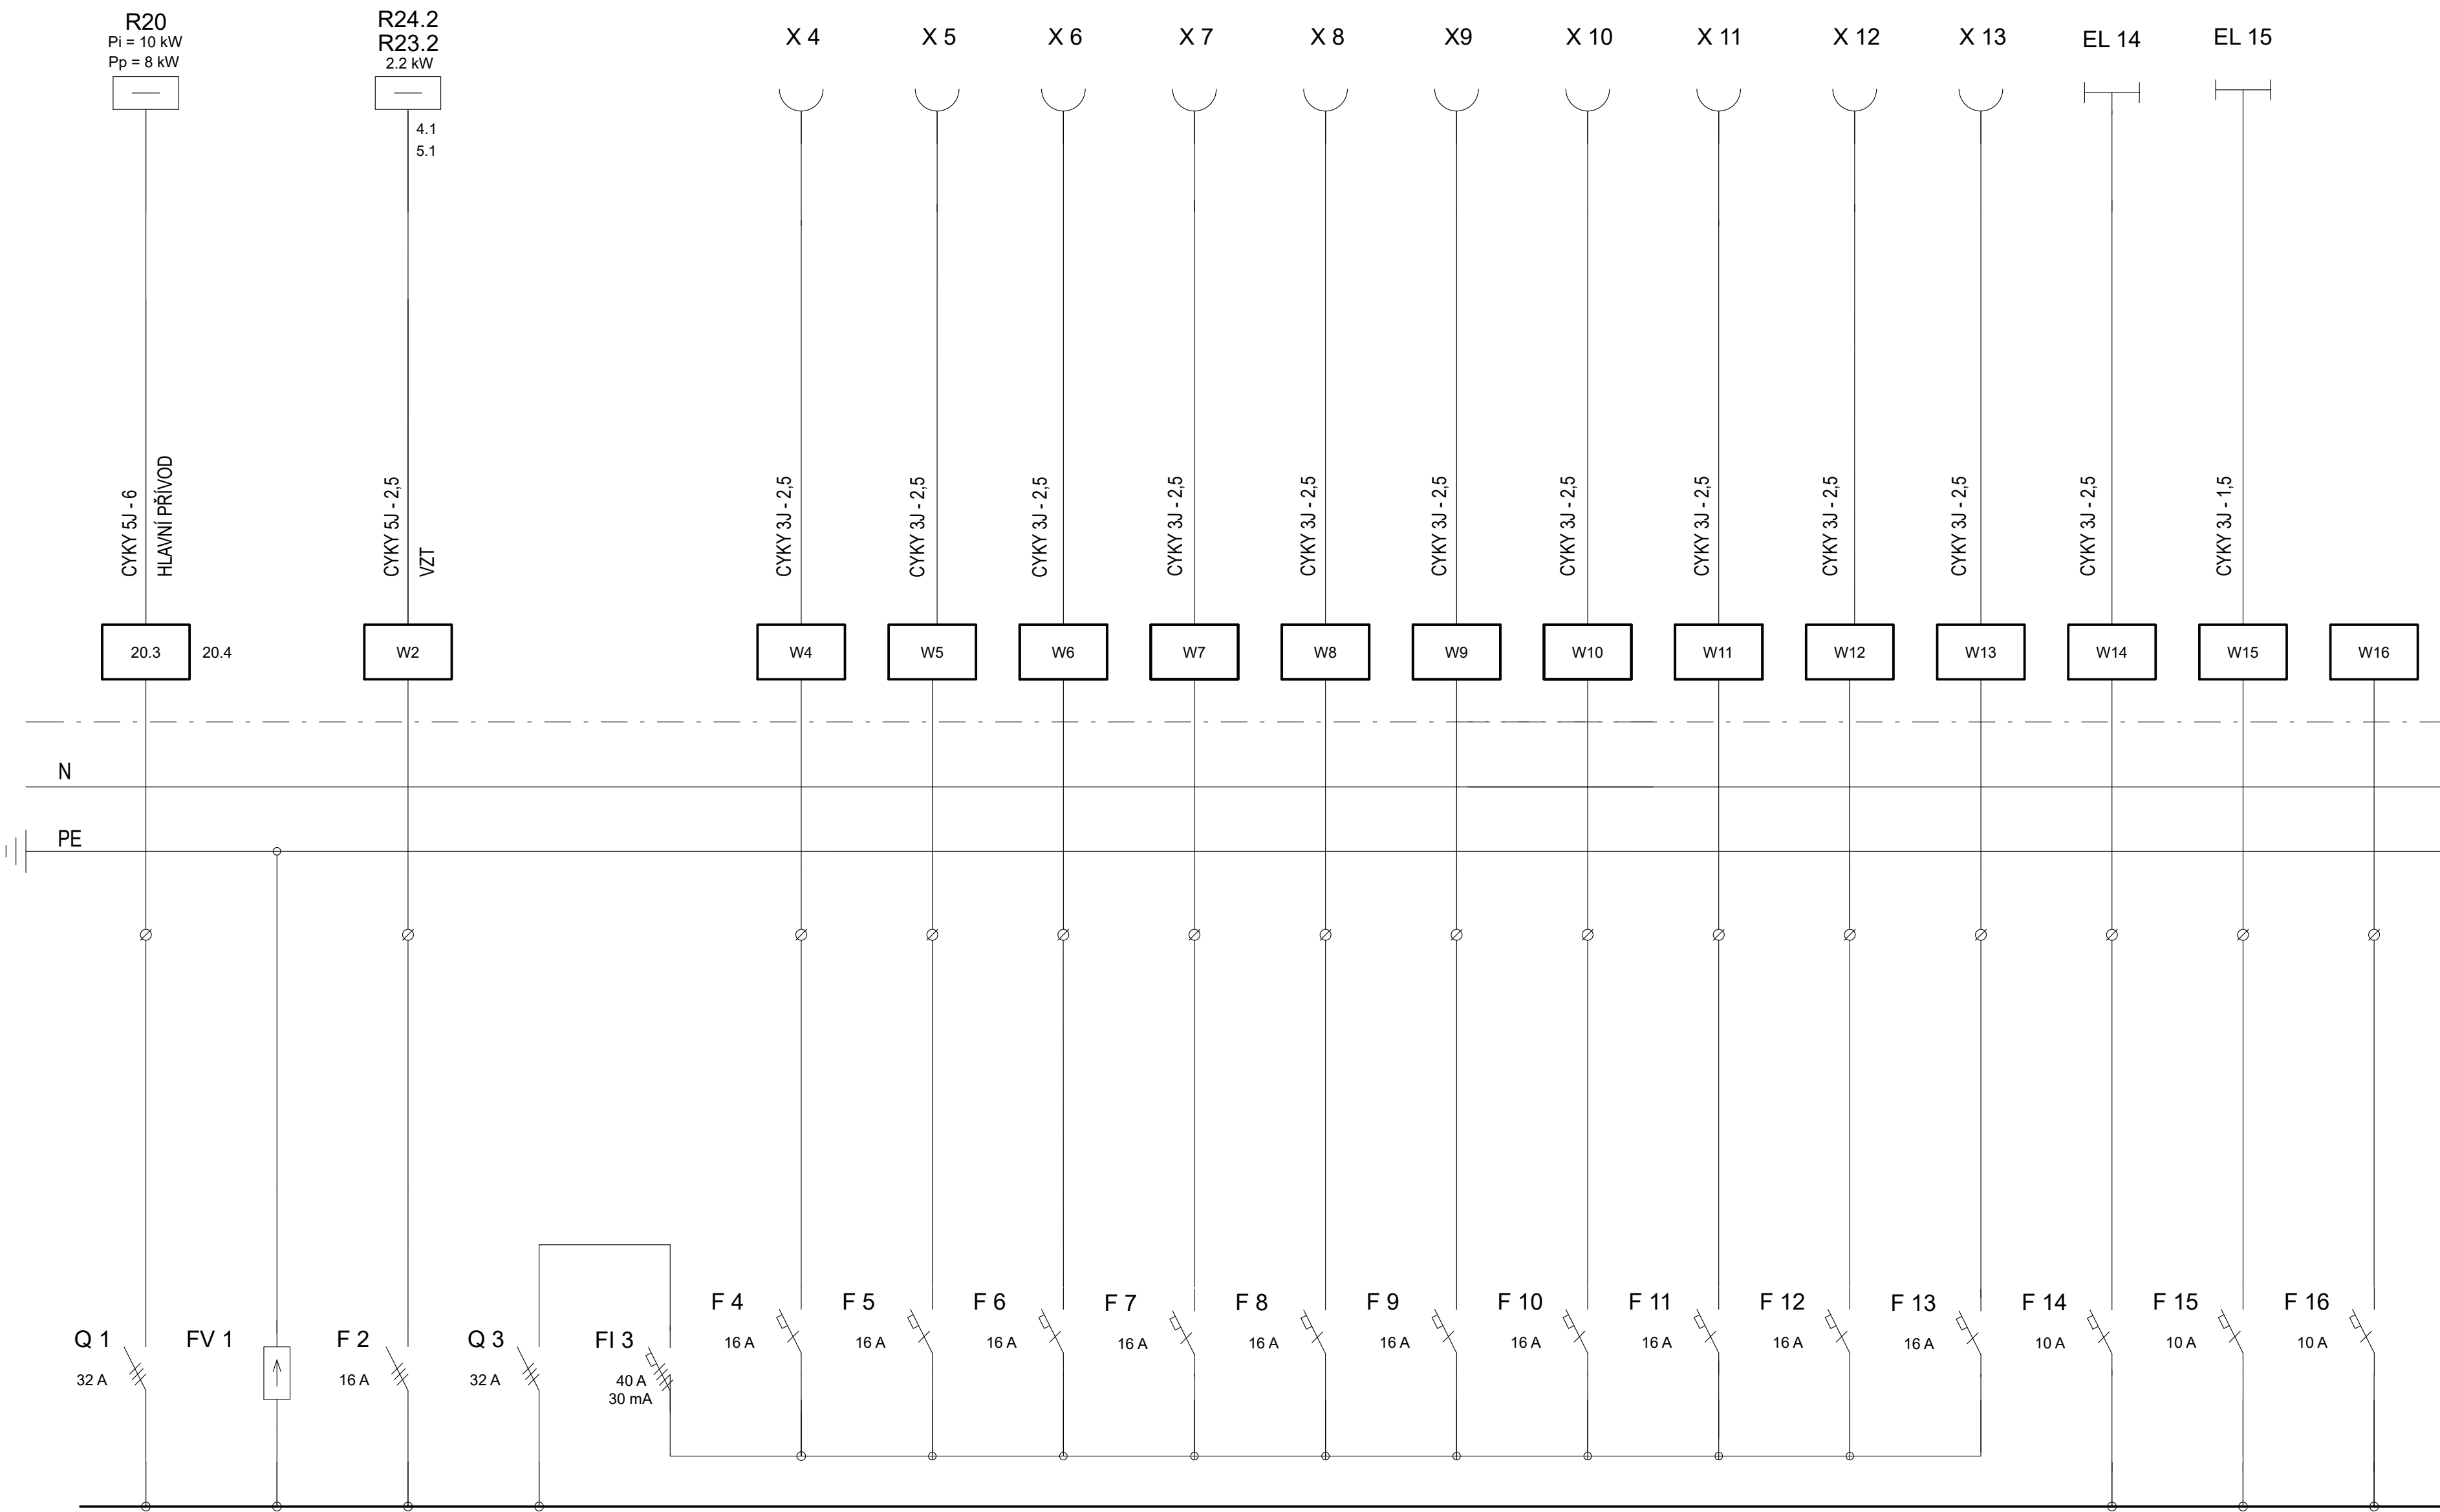 R20
Pi = 10 kW
Pp = 8 kW
R24.2
R23.2
2.2 kW
4.1
5.1
X 4
X 5
X 6
X 7
X 8
X9
X 10
X 11
X 12
X 13
EL 14
EL 15
CYKY 5J - 6
HLAVNÍ PŘÍVOD
CYKY 5J - 2,5
VZT
CYKY 3J - 2,5
CYKY 3J - 2,5
CYKY 3J - 2,5
CYKY 3J - 2,5
CYKY 3J - 2,5
CYKY 3J - 2,5
CYKY 3J - 2,5
CYKY 3J - 2,5
CYKY 3J - 2,5
CYKY 3J - 2,5
CYKY 3J - 2,5
CYKY 3J - 1,5
20.3
20.4
W2
W4
W5
W6
W7
W8
W9
W10
W11
W12
W13
W14
W15
W16
N
PE
Q 1
32 A
FV 1
F 2
16 A
Q 3
32 A
FI 3
40 A
30 mA
F 4
16 A
F 5
16 A
F 6
16 A
F 7
16 A
F 8
16 A
F 9
16 A
F 10
16 A
F 11
16 A
F 12
16 A
F 13
16 A
F 14
10 A
F 15
10 A
F 16
10 A